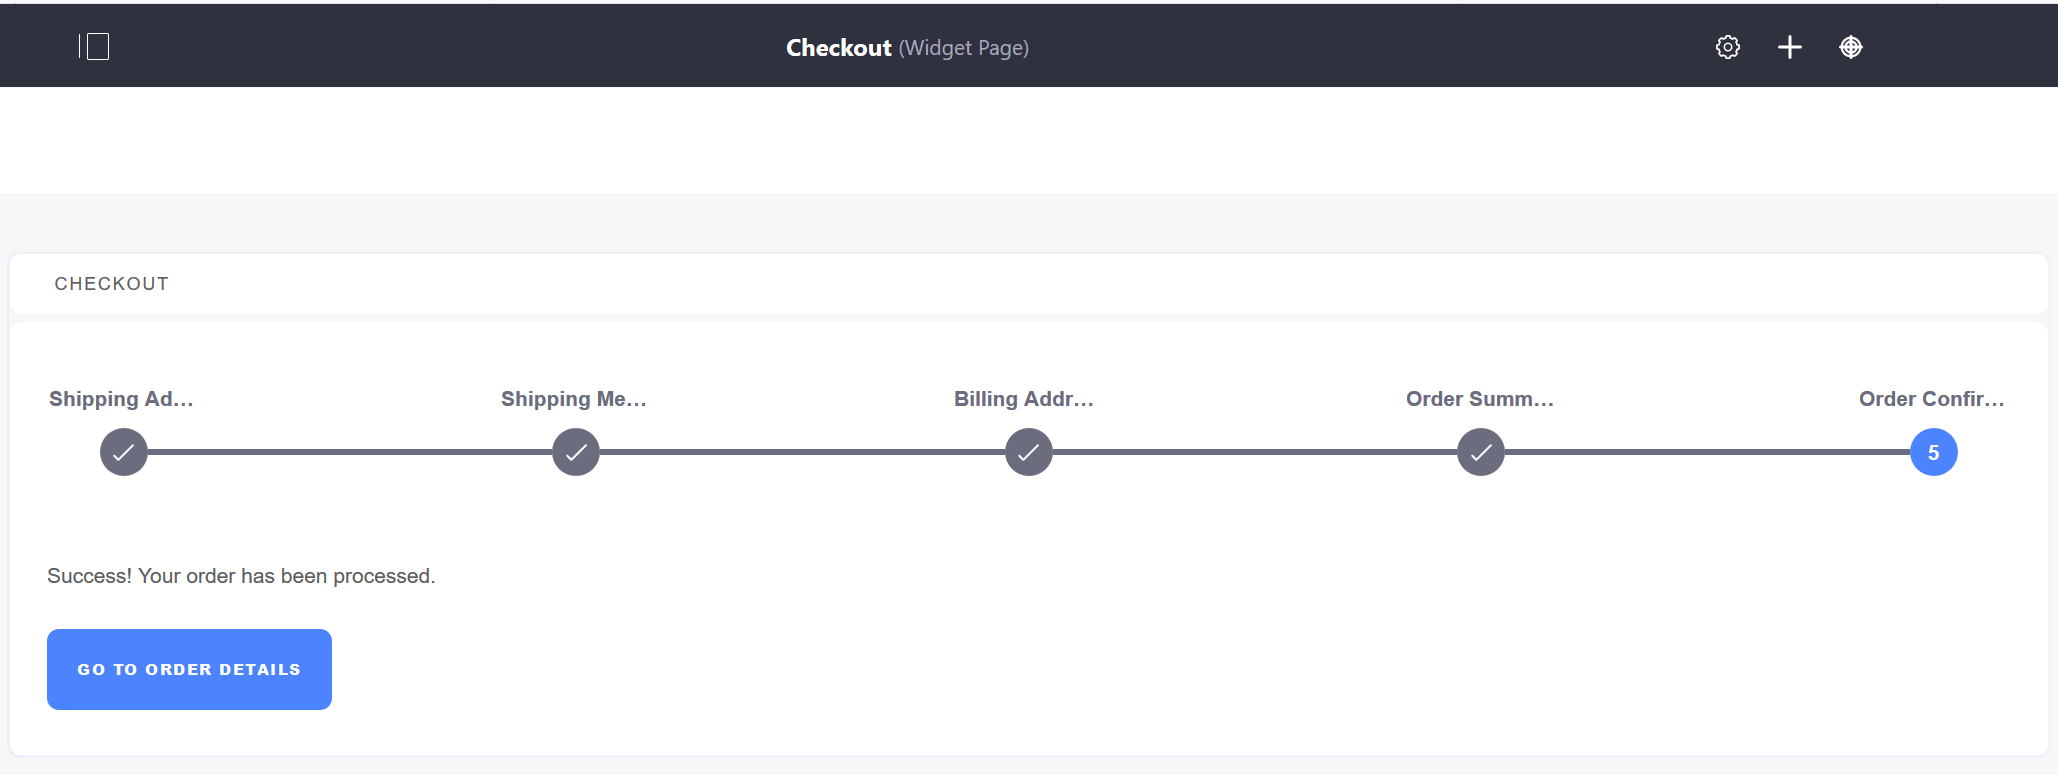 Checkout (Widget Page)
CHECKOUT
Shipping Ad...
Shipping Me...
Billing Addr...
Order Summ...
Order Confir...
5
Success! Your order has been processed.
GO TO ORDER DETAILS